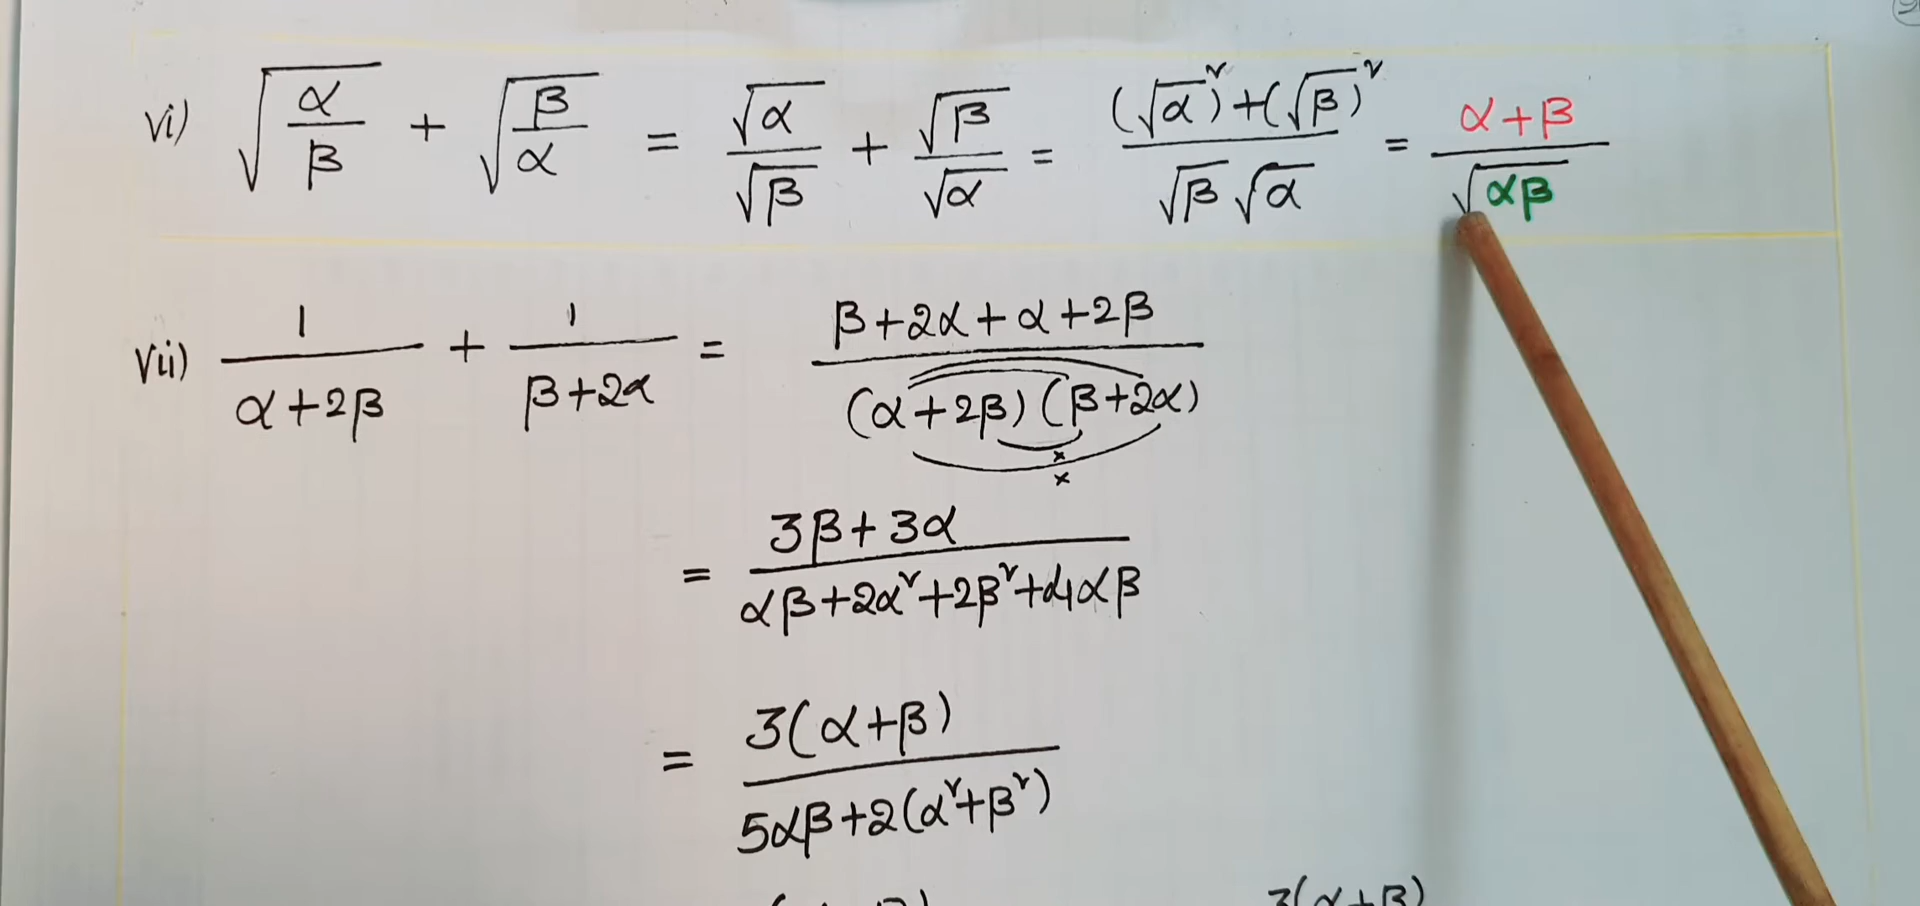 vi) √(α/β) + √(β/α) = √α/√β + √β/√α = ((√α)² + (√β)²)/(√β √α) = (α+β)/√(αβ)
vii) 1/(α+2β) + 1/(β+2α) = (β+2α+α+2β)/((α+2β)(β+2α))
= (3β+3α)/(αβ+2α²+2β²+4αβ)
= 3(α+β)/(5αβ+2(α²+β²))
3(α+β)